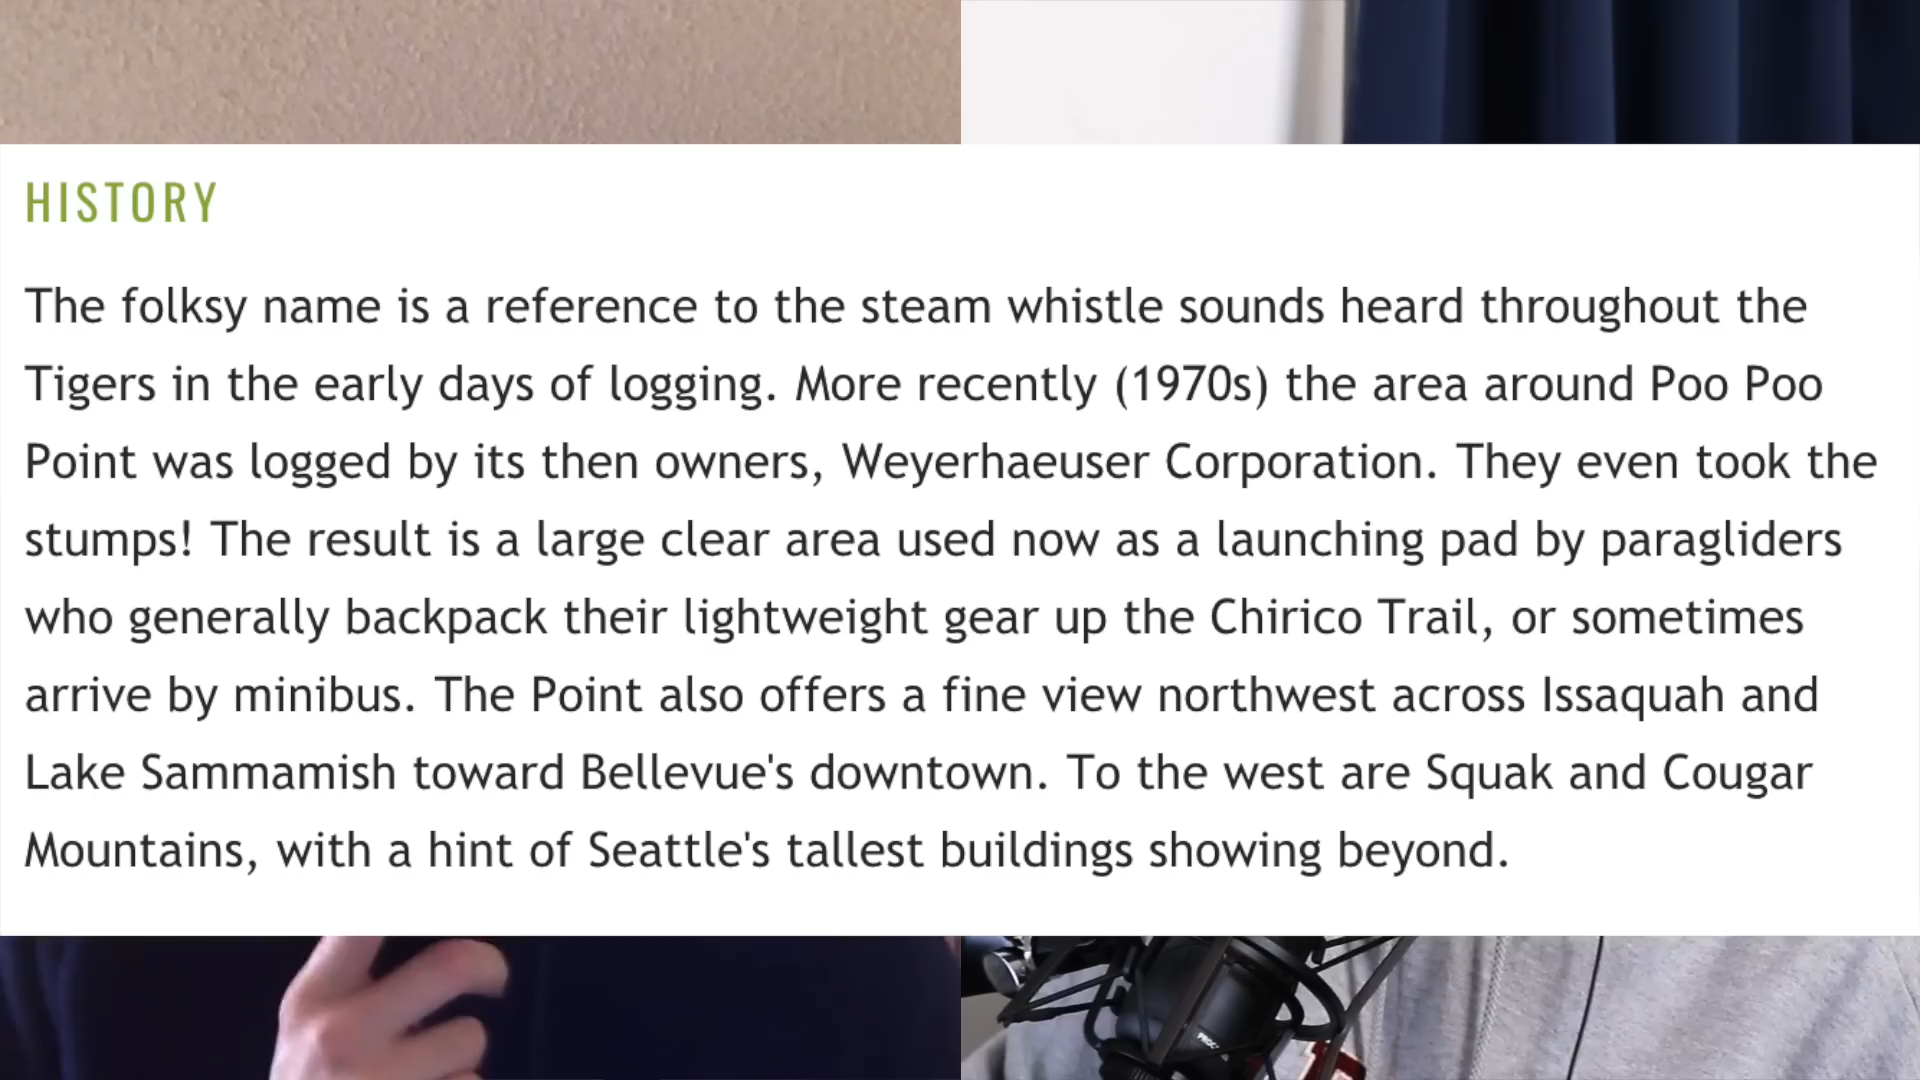 HISTORY
The folksy name is a reference to the steam whistle sounds heard throughout the
Tigers in the early days of logging. More recently (1970s) the area around Poo Poo
Point was logged by its then owners, Weyerhaeuser Corporation. They even took the
stumps! The result is a large clear area used now as a launching pad by paragliders
who generally backpack their lightweight gear up the Chirico Trail, or sometimes
arrive by minibus. The Point also offers a fine view northwest across Issaquah and
Lake Sammamish toward Bellevue's downtown. To the west are Squak and Cougar
Mountains, with a hint of Seattle's tallest buildings showing beyond.